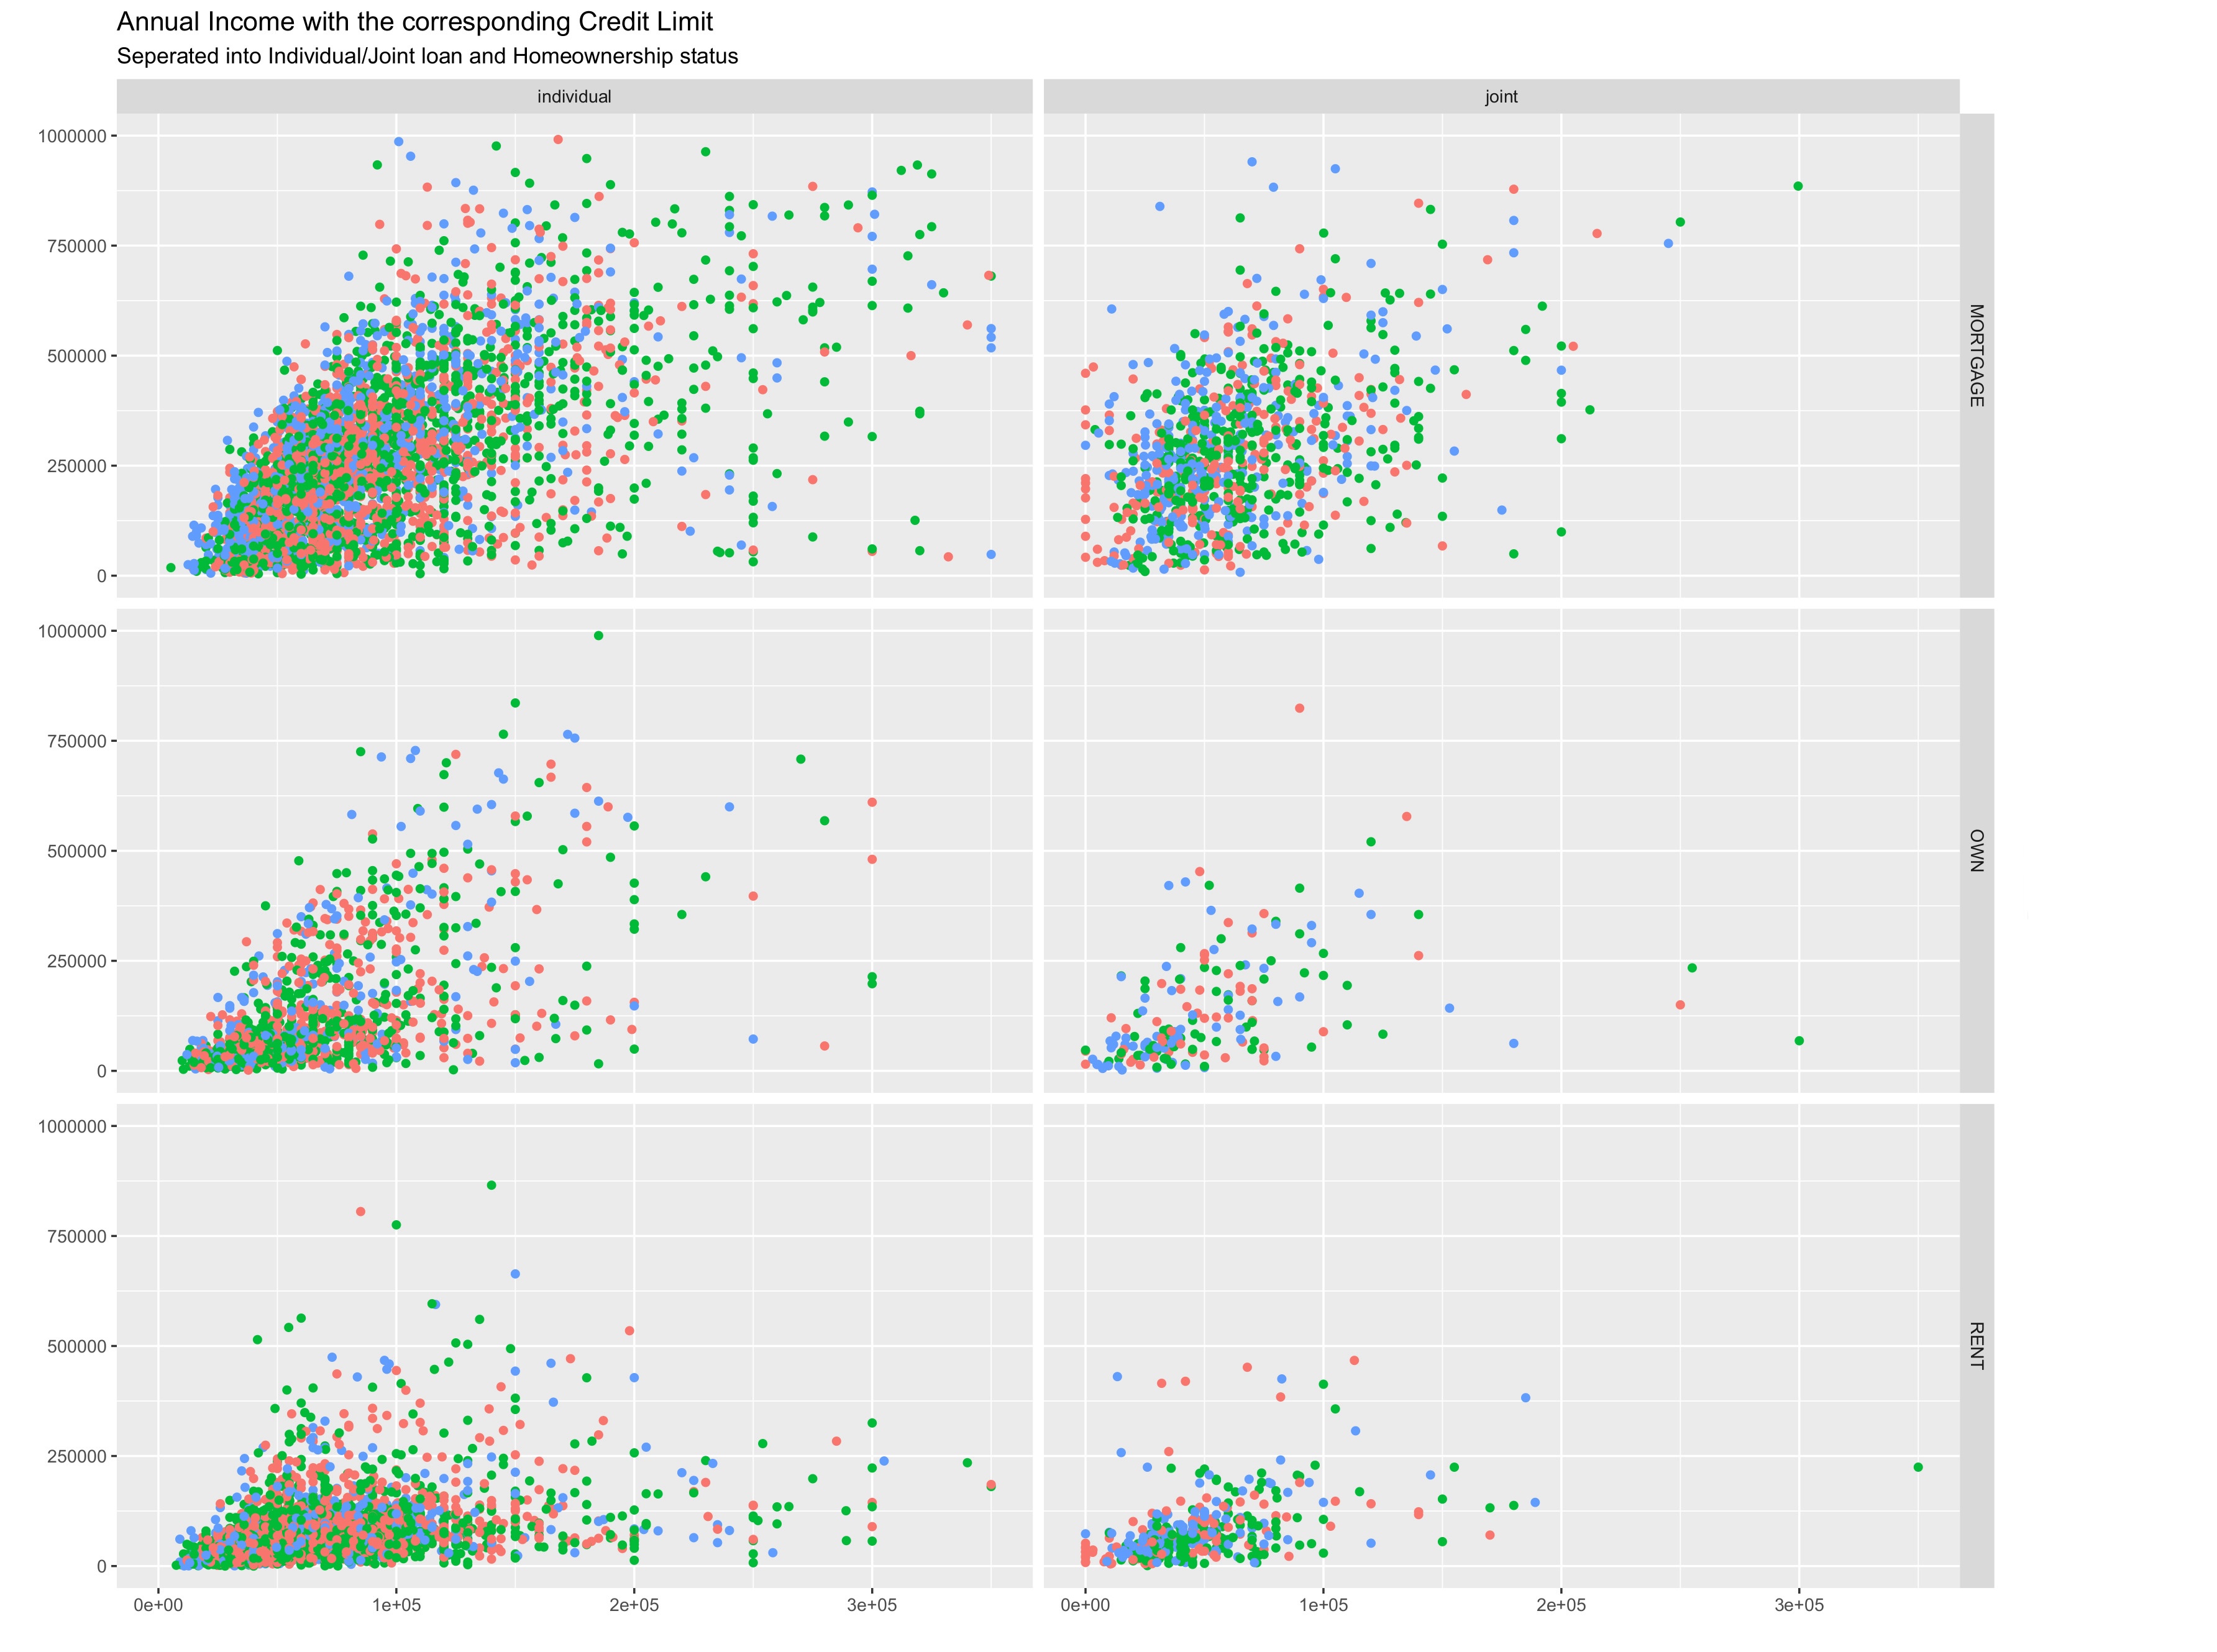 Annual Income with the corresponding Credit Limit
Seperated into Individual/Joint loan and Homeownership status
individual
joint
1000000
750000
500000
250000
0
MORTGAGE
1000000
750000
500000
250000
0
OWN
1000000
750000
500000
250000
0
RENT
0e+00 1e+05 2e+05 3e+05
0e+00 1e+05 2e+05 3e+05